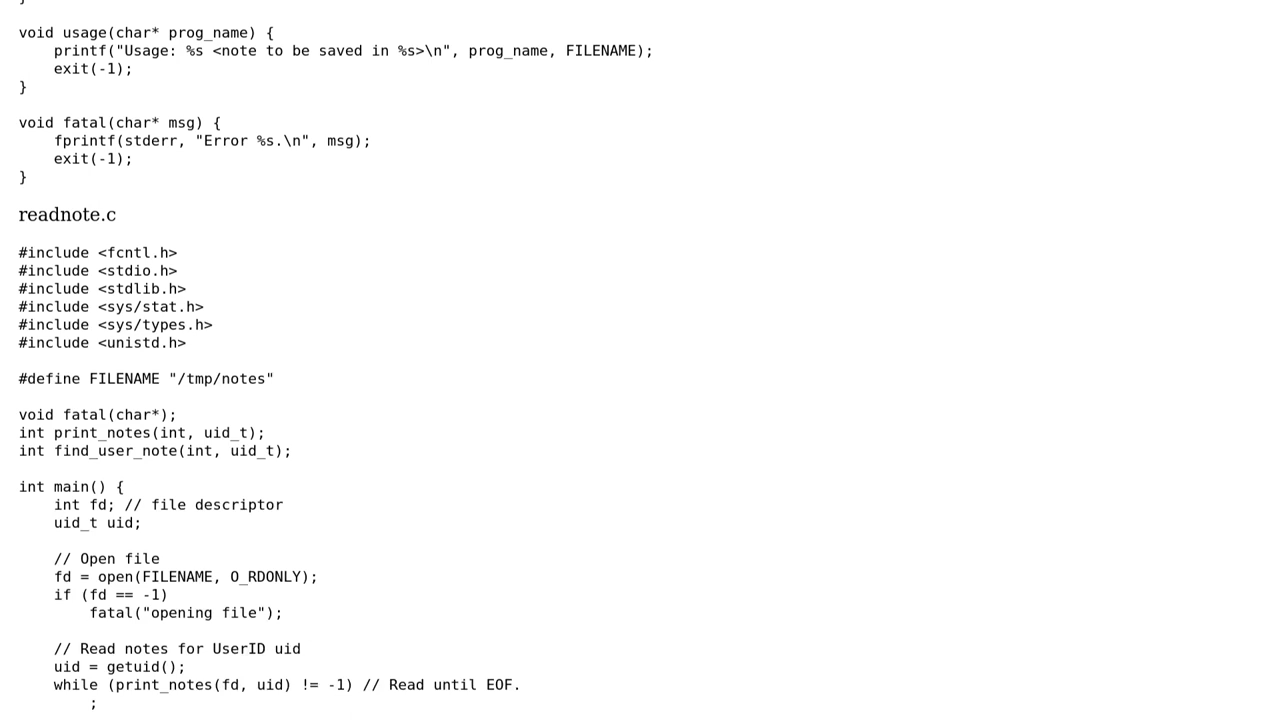 }
void usage(char* prog_name) {
    printf("Usage: %s <note to be saved in %s>\n", prog_name, FILENAME);
    exit(-1);
}
void fatal(char* msg) {
    fprintf(stderr, "Error %s.\n", msg);
    exit(-1);
}
readnote.c
#include <fcntl.h>
#include <stdio.h>
#include <stdlib.h>
#include <sys/stat.h>
#include <sys/types.h>
#include <unistd.h>
#define FILENAME "/tmp/notes"
void fatal(char*);
int print_notes(int, uid_t);
int find_user_note(int, uid_t);
int main() {
    int fd; // file descriptor
    uid_t uid;
    // Open file
    fd = open(FILENAME, O_RDONLY);
    if (fd == -1)
        fatal("opening file");
    // Read notes for UserID uid
    uid = getuid();
    while (print_notes(fd, uid) != -1) // Read until EOF.
        ;